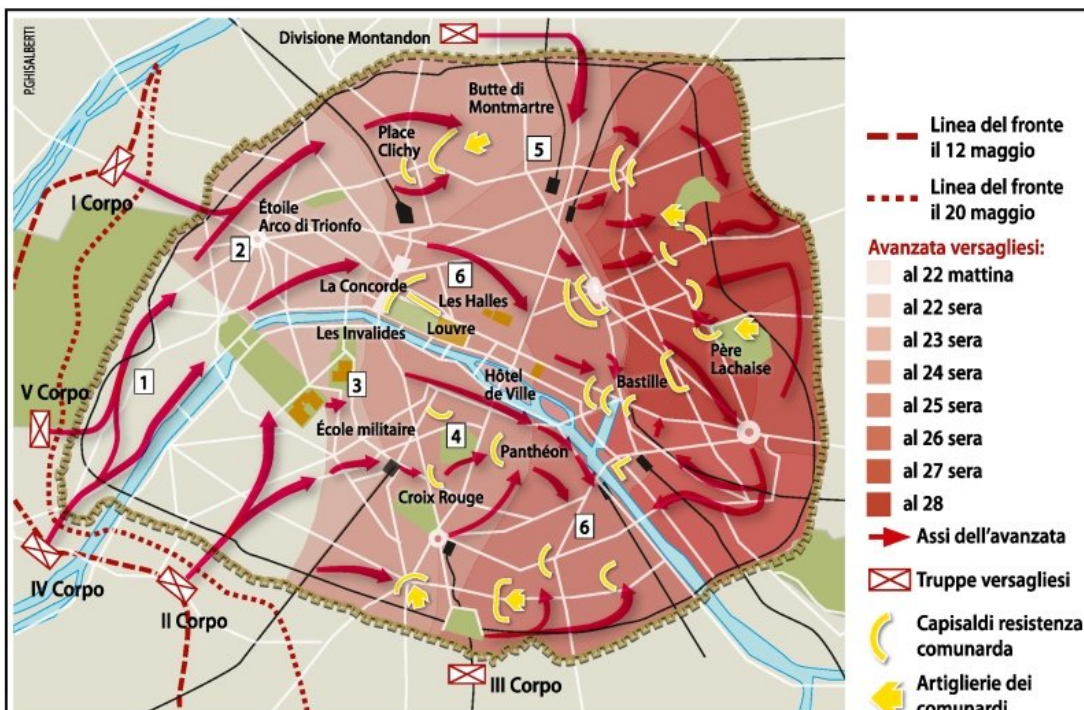 P.GHISALBERTI
Divisione Montandon
Butte di
Montmartre
Place
Clichy
5
I Corpo
Étoile
Arco di Trionfo
2
6
La Concorde
Les Halles
Les Invalides
Louvre
1
V Corpo
3
Hôtel
de Ville
Bastille
Père
Lachaise
École militaire
4
Panthéon
Croix Rouge
6
IV Corpo
II Corpo
III Corpo
Linea del fronte
il 12 maggio
Linea del fronte
il 20 maggio
Avanzata versagliesi:
al 22 mattina
al 22 sera
al 23 sera
al 24 sera
al 25 sera
al 26 sera
al 27 sera
al 28
Assi dell'avanzata
Truppe versagliesi
Capisaldi resistenza
comunarda
Artiglierie dei
comunardi